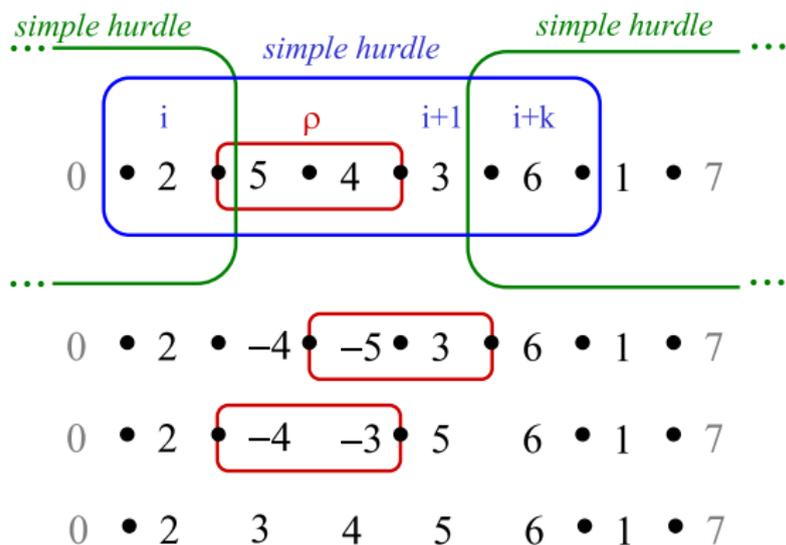 simple hurdle simple hurdle simple hurdle
i ρ i+1 i+k
0 • 2 • 5 • 4 • 3 • 6 • 1 • 7
0 • 2 • −4 • −5 • 3 • 6 • 1 • 7
0 • 2 • −4 −3 • 5 6 • 1 • 7
0 • 2 3 4 5 6 • 1 • 7